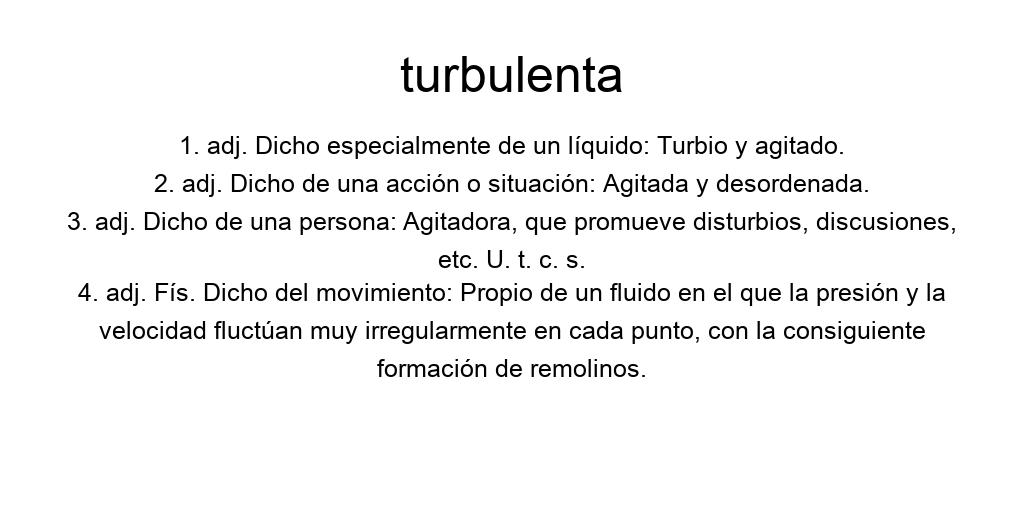 turbulenta
1. adj. Dicho especialmente de un líquido: Turbio y agitado.
2. adj. Dicho de una acción o situación: Agitada y desordenada.
3. adj. Dicho de una persona: Agitadora, que promueve disturbios, discusiones,
etc. U. t. c. s.
4. adj. Fís. Dicho del movimiento: Propio de un fluido en el que la presión y la
velocidad fluctúan muy irregularmente en cada punto, con la consiguiente
formación de remolinos.